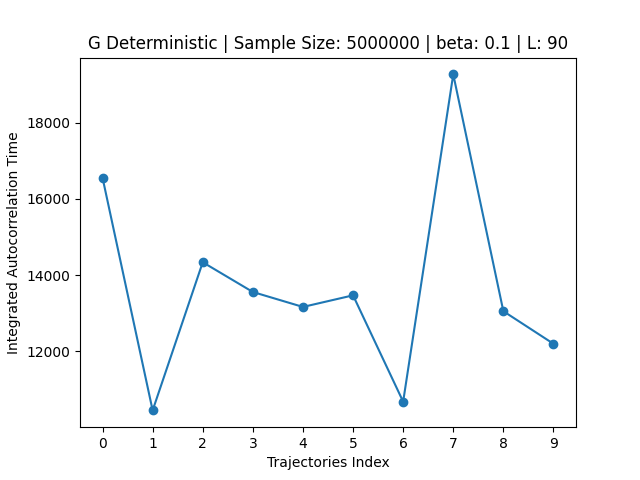 G Deterministic | Sample Size: 5000000 | beta: 0.1 | L: 90
Integrated Autocorrelation Time
18000
16000
14000
12000
0 1 2 3 4 5 6 7 8 9
Trajectories Index